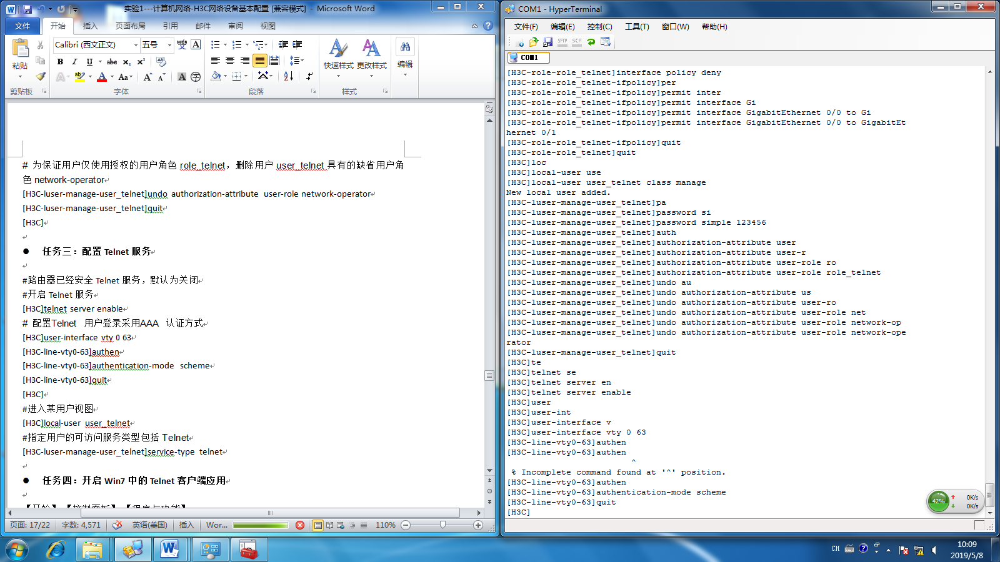 实验1---计算机网络-H3C网络设备基本配置 [兼容模式] - Microsoft Word
文件 开始 插入 页面布局 引用 邮件 审阅 视图
粘贴
Calibri (西文正文) 五号
快速样式 更改样式 编辑
剪贴板 字体 段落 样式
# 为保证用户仅使用授权的用户角色 role_telnet，删除用户 user_telnet 具有的缺省用户角
色 network-operator
[H3C-luser-manage-user_telnet]undo authorization-attribute user-role network-operator
[H3C-luser-manage-user_telnet]quit
[H3C]
● 任务三：配置 Telnet 服务
#路由器已经安全 Telnet 服务，默认为关闭
#开启 Telnet 服务
[H3C]telnet server enable
# 配置Telnet 用户登录采用AAA 认证方式
[H3C]user-interface vty 0 63
[H3C-line-vty0-63]authen
[H3C-line-vty0-63]authentication-mode scheme
[H3C-line-vty0-63]quit
[H3C]
#进入某用户视图
[H3C]local-user user_telnet
#指定用户的可访问服务类型包括 Telnet
[H3C-luser-manage-user_telnet]service-type telnet
● 任务四：开启 Win7 中的 Telnet 客户端应用
【开始】 【控制面板】 【程序与功能】
页面: 17/22 字数: 4,571 英语(美国) 插入 Wor... 110%
COM1 - HyperTerminal
文件(F) 编辑(E) 控制(C) 工具(T) 窗口(W) 帮助(H)
SFTP SCP
COM1
[H3C-role-role_telnet]interface policy deny
[H3C-role-role_telnet-ifpolicy]per
[H3C-role-role_telnet-ifpolicy]permit inter
[H3C-role-role_telnet-ifpolicy]permit interface Gi
[H3C-role-role_telnet-ifpolicy]permit interface GigabitEthernet 0/0 to Gi
[H3C-role-role_telnet-ifpolicy]permit interface GigabitEthernet 0/0 to GigabitEt
hernet 0/1
[H3C-role-role_telnet-ifpolicy]quit
[H3C-role-role_telnet]quit
[H3C]loc
[H3C]local-user use
[H3C]local-user user_telnet class manage
New local user added.
[H3C-luser-manage-user_telnet]pa
[H3C-luser-manage-user_telnet]password si
[H3C-luser-manage-user_telnet]password simple 123456
[H3C-luser-manage-user_telnet]auth
[H3C-luser-manage-user_telnet]authorization-attribute user
[H3C-luser-manage-user_telnet]authorization-attribute user-r
[H3C-luser-manage-user_telnet]authorization-attribute user-role ro
[H3C-luser-manage-user_telnet]authorization-attribute user-role role_telnet
[H3C-luser-manage-user_telnet]undo au
[H3C-luser-manage-user_telnet]undo authorization-attribute us
[H3C-luser-manage-user_telnet]undo authorization-attribute user-ro
[H3C-luser-manage-user_telnet]undo authorization-attribute user-role net
[H3C-luser-manage-user_telnet]undo authorization-attribute user-role network-op
[H3C-luser-manage-user_telnet]undo authorization-attribute user-role network-ope
rator
[H3C-luser-manage-user_telnet]quit
[H3C]te
[H3C]telnet se
[H3C]telnet server en
[H3C]telnet server enable
[H3C]user
[H3C]user-int
[H3C]user-interface v
[H3C]user-interface vty 0 63
[H3C-line-vty0-63]authen
[H3C-line-vty0-63]authen
^
% Incomplete command found at '^' position.
[H3C-line-vty0-63]authen
[H3C-line-vty0-63]authentication-mode scheme
[H3C-line-vty0-63]quit
[H3C]
42% 0K/s
0K/s
CH
10:09
2019/5/8